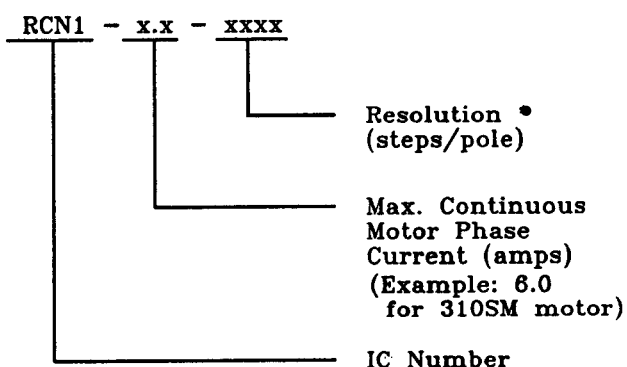 RCN1 - x.x - xxxx
Resolution *
(steps/pole)
Max. Continuous
Motor Phase
Current (amps)
(Example: 6.0
for 310SM motor)
IC Number